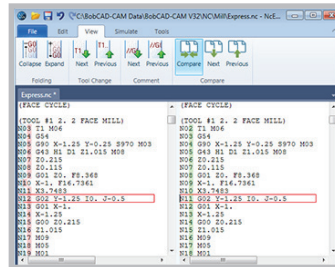 C:\BobCAD-CAM Data\BobCAD-CAM V32\NC\Mill\Express.nc - NcE...
File Edit View Simulate Tools
Collapse Expand Next Previous Next Previous Compare Next Previous
Folding Tool Change Comment Compare
Express.nc *
(FACE CYCLE)
(TOOL #1 2. 2 FACE MILL)
N03 T1 M06
N04 G54
N05 G90 X-1.25 Y-0.25 S970 M03
N06 G43 H1 D1 Z1.015 M08
N07 Z0.215
N08 Z0.115
N09 G01 Z0. F8.368
N10 X-1. F16.7361
N11 X3.7483
N12 G02 Y-1.25 I0. J-0.5
N13 G01 X-1.
N14 X-1.25
N15 G00 Z0.215
N16 Z1.015
N17 M09
N18 M05
N19 M01
(FACE CYCLE)
(TOOL #1 2. 2 FACE MILL)
N02 T1 M06
N03 G54
N04 G90 X-1.25 Y-0.25 S970 M03
N05 G43 H1 D1 Z1.015 M08
N06 Z0.215
N07 Z0.115
N08 G01 Z0. F8.368
N09 X-1. F16.7361
N10 X3.7483
N11 G02 Y-1.25 I0. J-0.5
N12 G01 X-1.
N13 X-1.25
N14 G00 Z0.215
N15 Z1.015
N16 M09
N17 M05
N18 M01